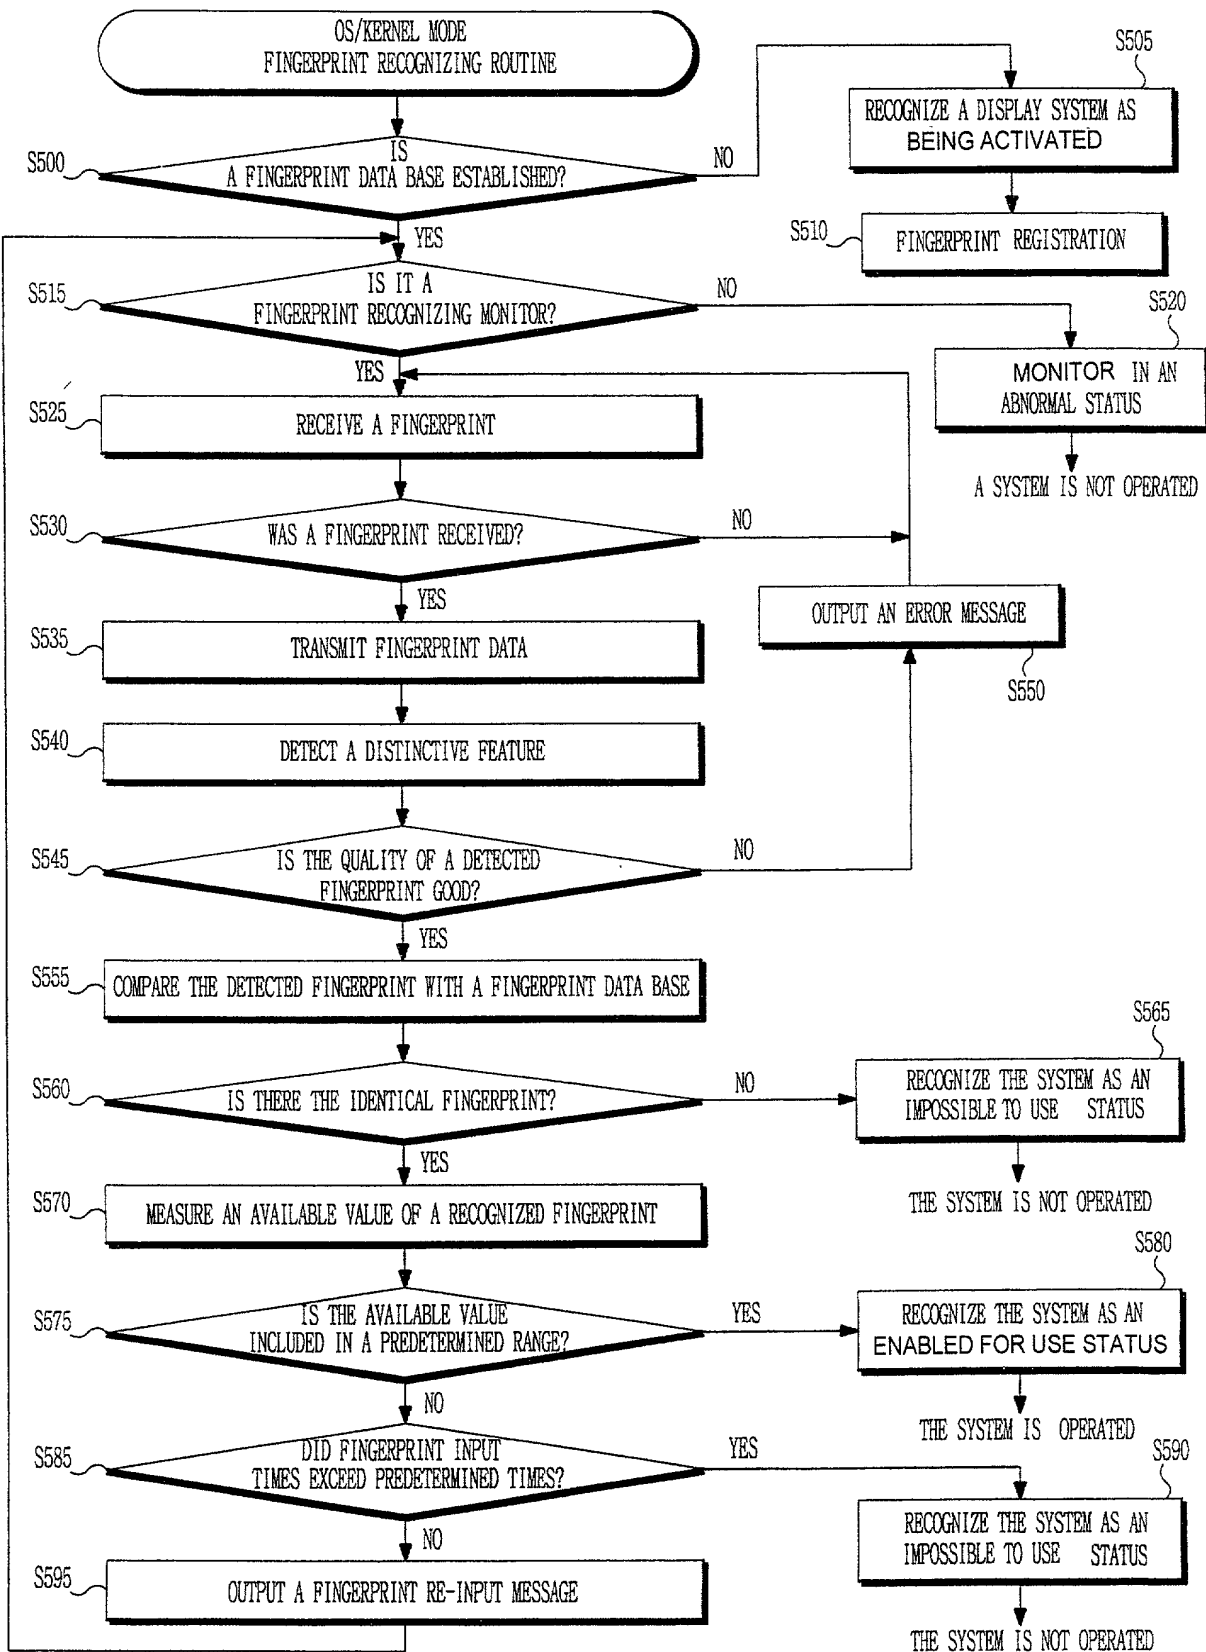 OS/KERNEL MODE
FINGERPRINT RECOGNIZING ROUTINE
S500
IS
A FINGERPRINT DATA BASE ESTABLISHED?
NO
YES
S505
RECOGNIZE A DISPLAY SYSTEM AS
BEING ACTIVATED
S510
FINGERPRINT REGISTRATION
S515
IS IT A
FINGERPRINT RECOGNIZING MONITOR?
NO
YES
S520
MONITOR IN AN
ABNORMAL STATUS
A SYSTEM IS NOT OPERATED
S525
RECEIVE A FINGERPRINT
S530
WAS A FINGERPRINT RECEIVED?
NO
YES
OUTPUT AN ERROR MESSAGE
S550
S535
TRANSMIT FINGERPRINT DATA
S540
DETECT A DISTINCTIVE FEATURE
S545
IS THE QUALITY OF A DETECTED
FINGERPRINT GOOD?
NO
YES
S555
COMPARE THE DETECTED FINGERPRINT WITH A FINGERPRINT DATA BASE
S560
IS THERE THE IDENTICAL FINGERPRINT?
NO
YES
S565
RECOGNIZE THE SYSTEM AS AN
IMPOSSIBLE TO USE STATUS
THE SYSTEM IS NOT OPERATED
S570
MEASURE AN AVAILABLE VALUE OF A RECOGNIZED FINGERPRINT
S575
IS THE AVAILABLE VALUE
INCLUDED IN A PREDETERMINED RANGE?
YES
NO
S580
RECOGNIZE THE SYSTEM AS AN
ENABLED FOR USE STATUS
THE SYSTEM IS OPERATED
S585
DID FINGERPRINT INPUT
TIMES EXCEED PREDETERMINED TIMES?
YES
NO
S590
RECOGNIZE THE SYSTEM AS AN
IMPOSSIBLE TO USE STATUS
THE SYSTEM IS NOT OPERATED
S595
OUTPUT A FINGERPRINT RE-INPUT MESSAGE